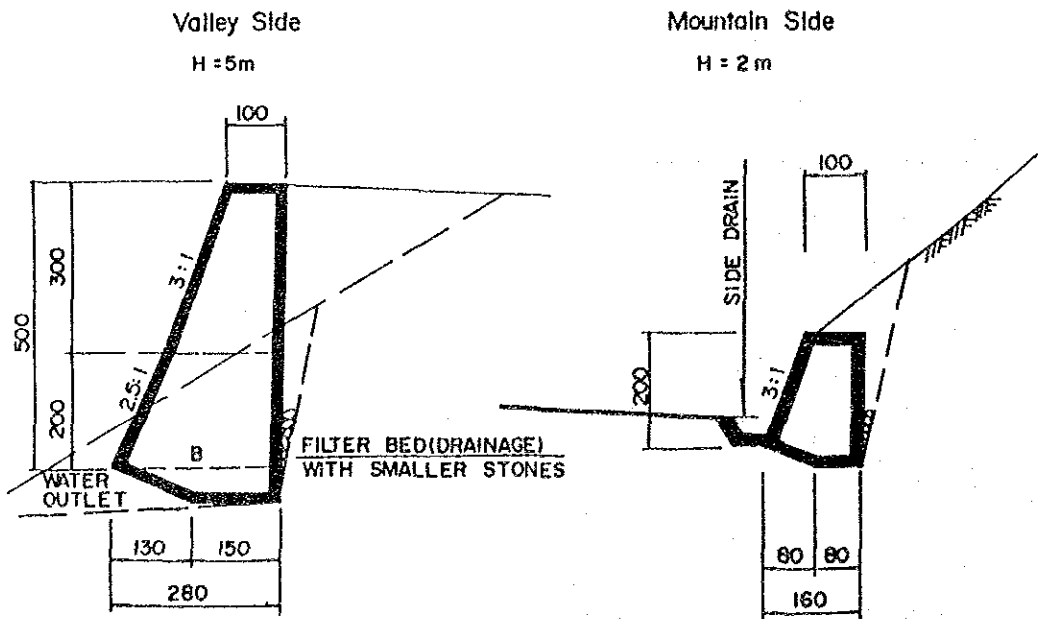 Valley Side
H = 5m
100
500
300
200
3:1
2.5:1
B
WATER
OUTLET
FILTER BED (DRAINAGE)
WITH SMALLER STONES
130
150
280
Mountain Side
H = 2m
100
SIDE DRAIN
200
3:1
80
80
160